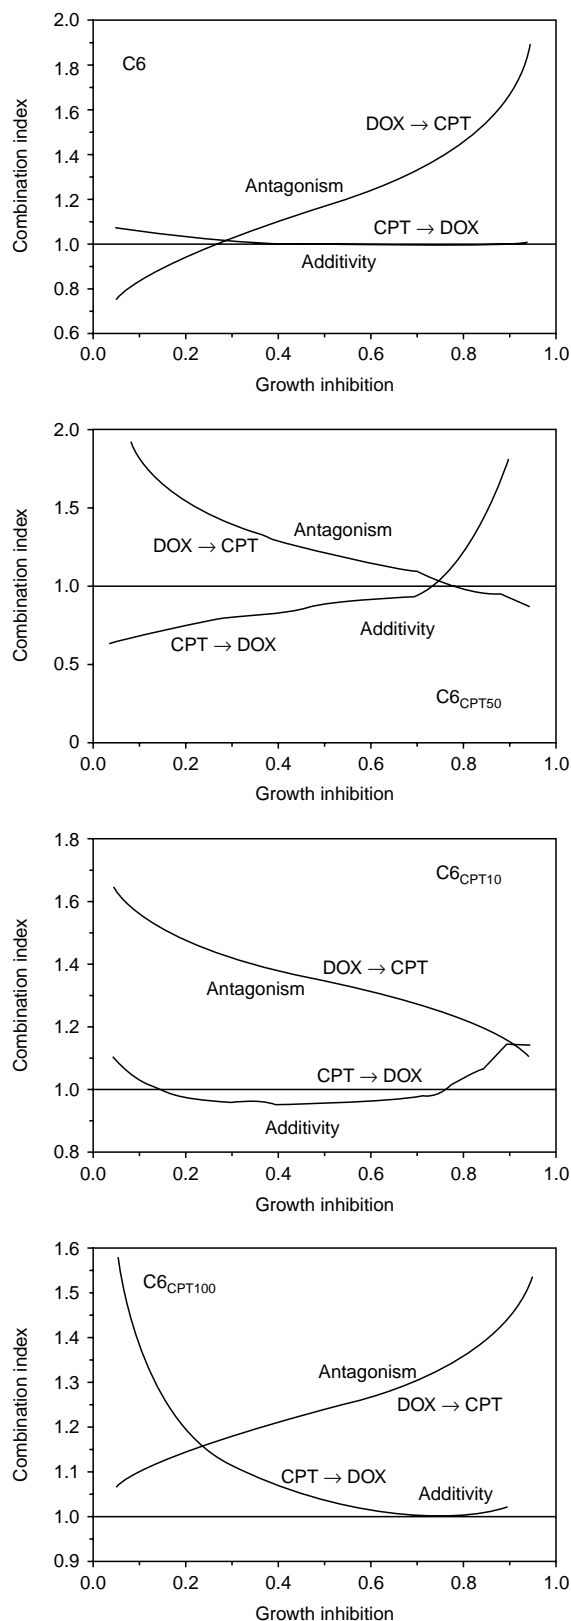 2.0
C6
1.8
DOX → CPT
1.6
1.4
Antagonism
1.2
CPT → DOX
1.0
Additivity
0.8
0.6
0.0 0.2 0.4 0.6 0.8 1.0
Growth inhibition
Combination index
2.0
1.5
Antagonism
DOX → CPT
1.0
Additivity
CPT → DOX
0.5
C6CPT50
0
0.0 0.2 0.4 0.6 0.8 1.0
Growth inhibition
Combination index
1.8
C6CPT10
1.6
1.4
DOX → CPT
Antagonism
1.2
CPT → DOX
1.0
Additivity
0.8
0.0 0.2 0.4 0.6 0.8 1.0
Growth inhibition
Combination index
1.6
C6CPT100
1.5
1.4
Antagonism
1.3
DOX → CPT
1.2
1.1
CPT → DOX
Additivity
1.0
0.9
0.0 0.2 0.4 0.6 0.8 1.0
Growth inhibition
Combination index